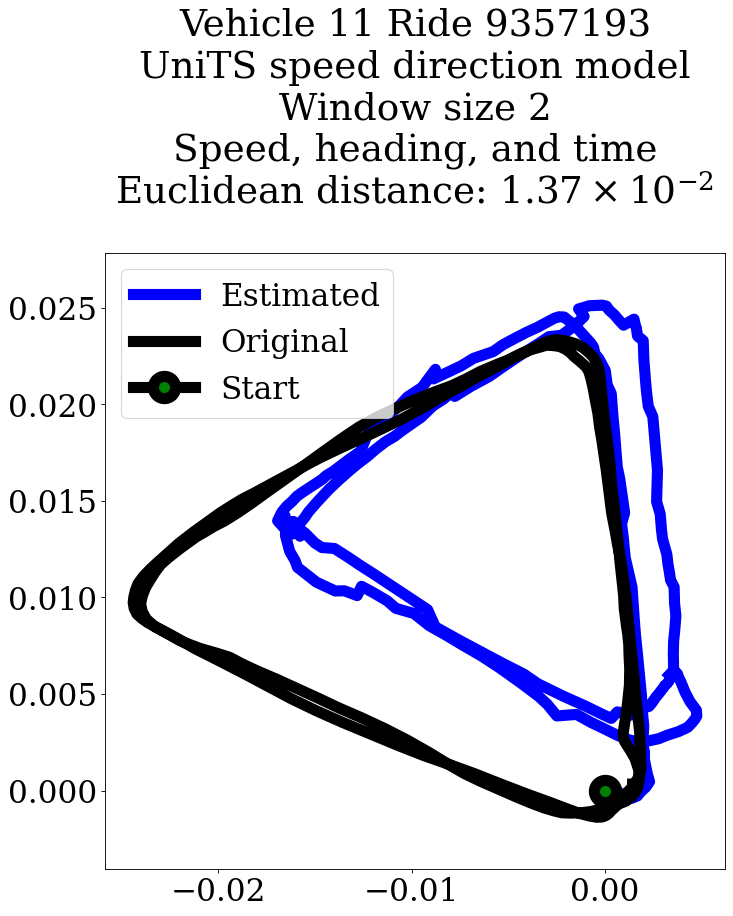 Vehicle 11 Ride 9357193
UniTS speed direction model
Window size 2
Speed, heading, and time
Euclidean distance: 1.37 × 10⁻²
Estimated
Original
Start
0.025
0.020
0.015
0.010
0.005
0.000
−0.02
−0.01
0.00